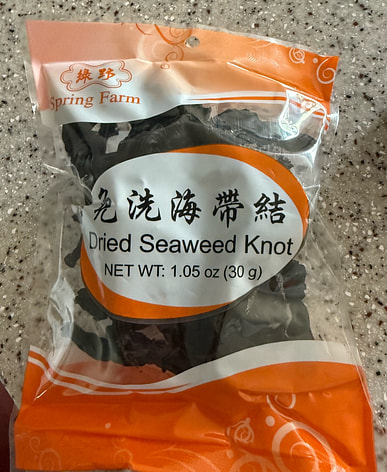 綠野
Spring Farm
免洗海帶結
Dried Seaweed Knot
NET WT: 1.05 oz (30 g)